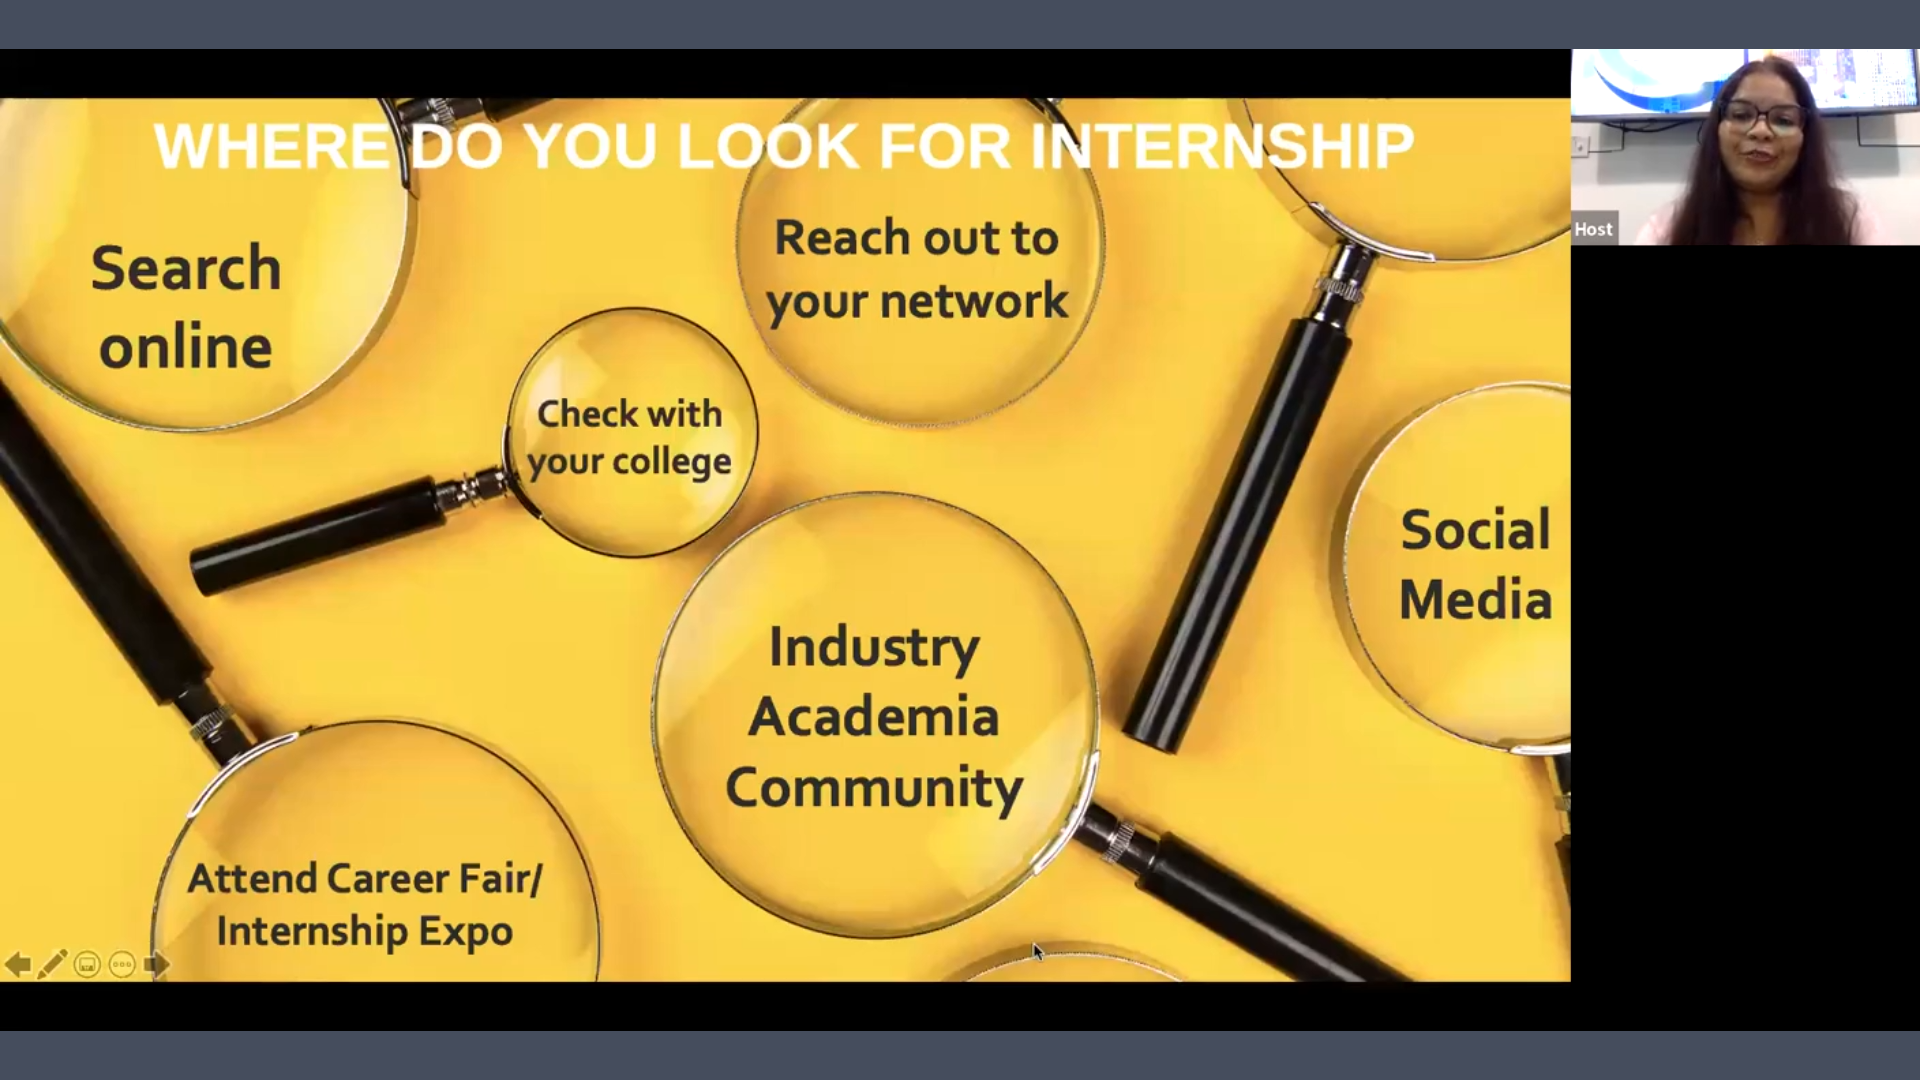 WHERE DO YOU LOOK FOR INTERNSHIP
Search
online
Reach out to
your network
Check with
your college
Social
Media
Industry
Academia
Community
Attend Career Fair/
Internship Expo
Host